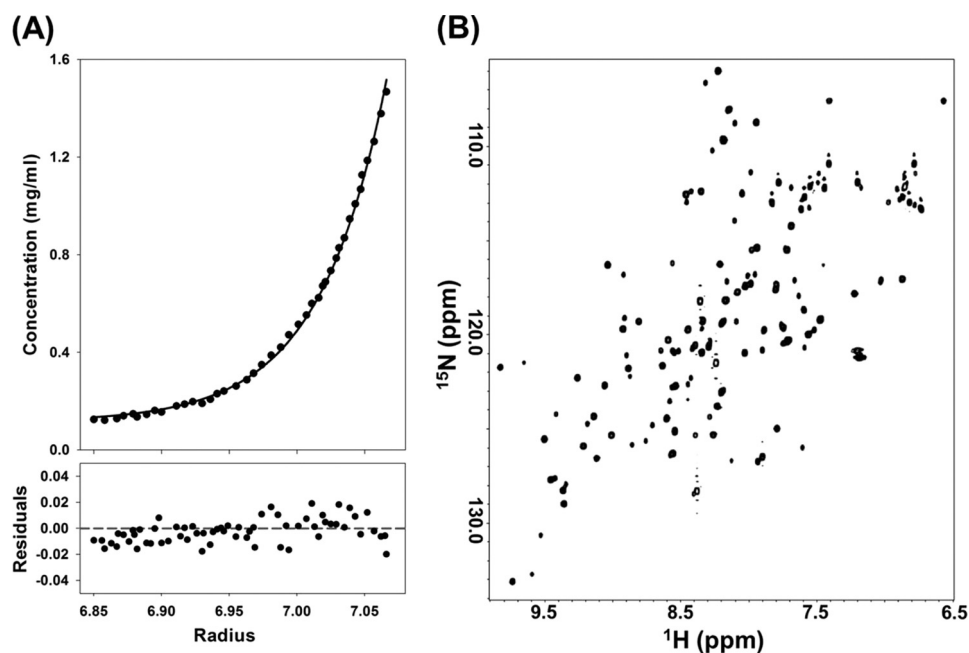 (A)
1.6
1.2
0.8
0.4
0.0
Concentration (mg/ml)
0.04
0.02
0.00
-0.02
-0.04
Residuals
6.85 6.90 6.95 7.00 7.05
Radius
(B)
110.0
120.0
130.0
15N (ppm)
9.5 8.5 7.5 6.5
1H (ppm)